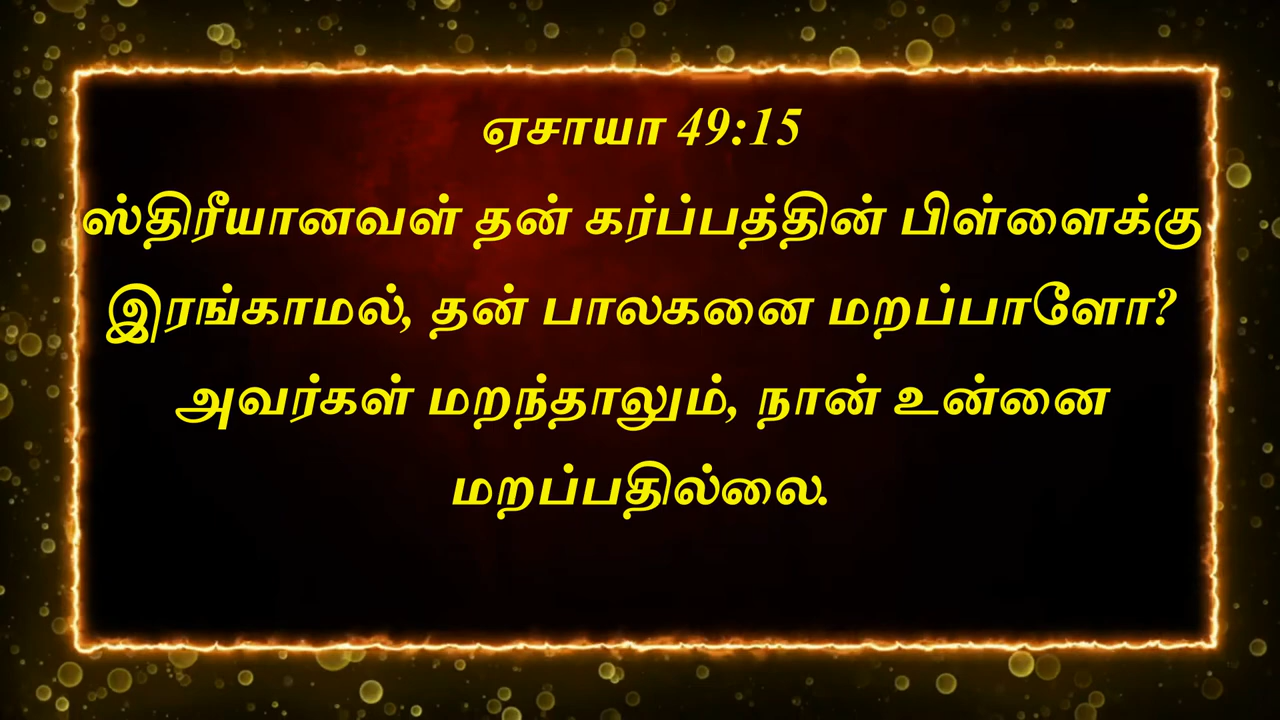 ஏசாயா 49:15
ஸ்திரீயானவள் தன் கர்ப்பத்தின் பிள்ளைக்கு
இரங்காமல், தன் பாலகனை மறப்பாளோ?
அவர்கள் மறந்தாலும், நான் உன்னை
மறப்பதில்லை.